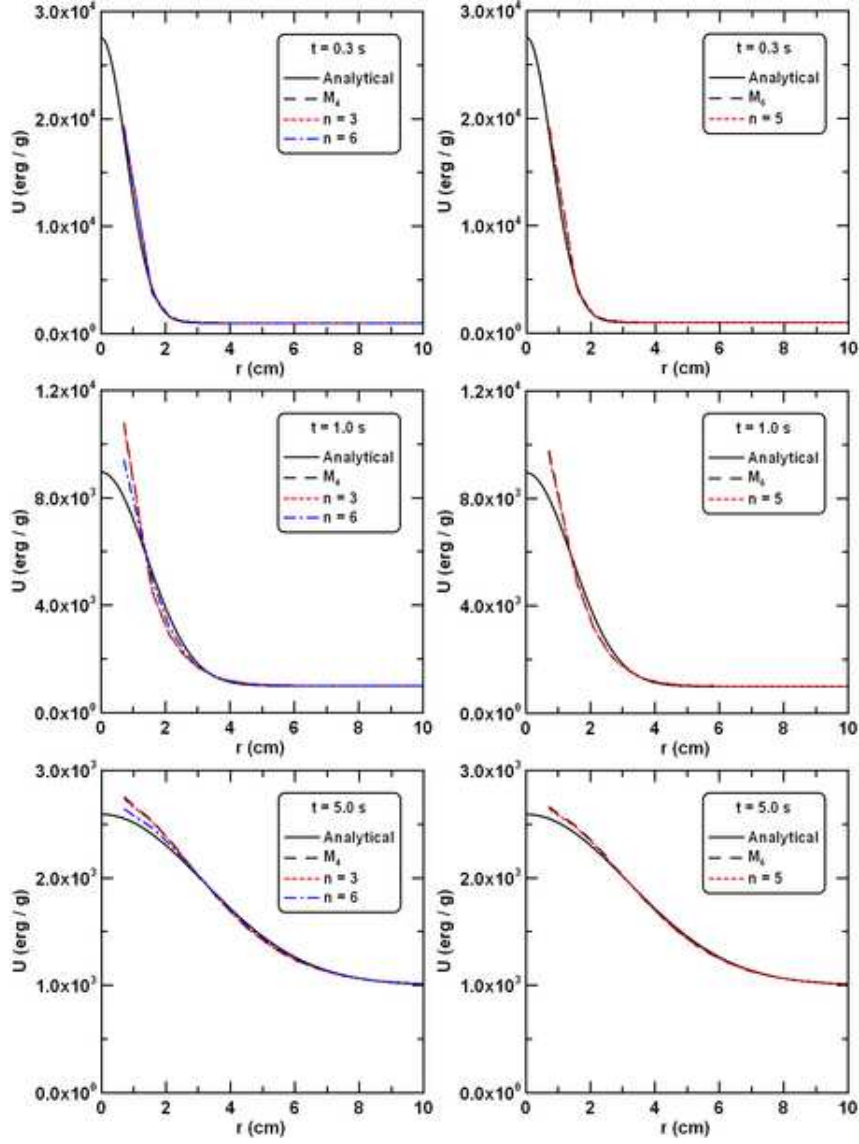 3.0x10⁴
2.0x10⁴
1.0x10⁴
0.0x10⁰
U (erg / g)
0 2 4 6 8 10
r (cm)
t = 0.3 s
Analytical
M₄
n = 3
n = 6
3.0x10⁴
2.0x10⁴
1.0x10⁴
0.0x10⁰
U (erg / g)
0 2 4 6 8 10
r (cm)
t = 0.3 s
Analytical
M₆
n = 5
1.2x10⁴
8.0x10³
4.0x10³
0.0x10⁰
U (erg / g)
0 2 4 6 8 10
r (cm)
t = 1.0 s
Analytical
M₄
n = 3
n = 6
1.2x10⁴
8.0x10³
4.0x10³
0.0x10⁰
U (erg / g)
0 2 4 6 8 10
r (cm)
t = 1.0 s
Analytical
M₆
n = 5
3.0x10³
2.0x10³
1.0x10³
0.0x10⁰
U (erg / g)
0 2 4 6 8 10
r (cm)
t = 5.0 s
Analytical
M₄
n = 3
n = 6
3.0x10³
2.0x10³
1.0x10³
0.0x10⁰
U (erg / g)
0 2 4 6 8 10
r (cm)
t = 5.0 s
Analytical
M₆
n = 5